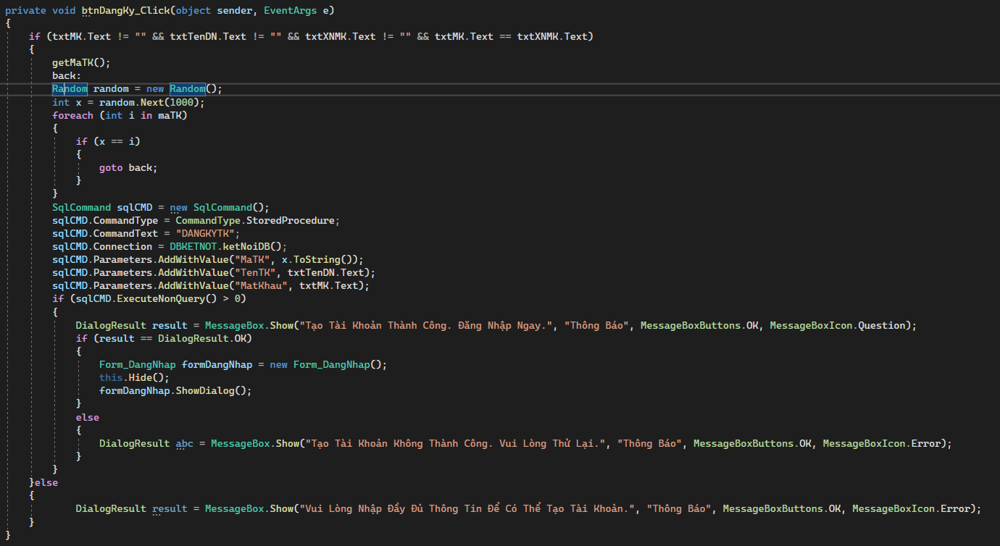 private void btnDangKy_Click(object sender, EventArgs e)
{
if (txtMK.Text != "" && txtTenDN.Text != "" && txtXNMK.Text != "" && txtMK.Text == txtXNMK.Text)
{
getMaTK();
back:
Random random = new Random();
int x = random.Next(1000);
foreach (int i in maTK)
{
if (x == i)
{
goto back;
}
}
SqlCommand sqlCMD = new SqlCommand();
sqlCMD.CommandType = CommandType.StoredProcedure;
sqlCMD.CommandText = "DANGKYTK";
sqlCMD.Connection = DBKETNOT.ketNoiDB();
sqlCMD.Parameters.AddWithValue("MaTK", x.ToString());
sqlCMD.Parameters.AddWithValue("TenTK", txtTenDN.Text);
sqlCMD.Parameters.AddWithValue("MatKhau", txtMK.Text);
if (sqlCMD.ExecuteNonQuery() > 0)
{
DialogResult result = MessageBox.Show("Tạo Tài Khoản Thành Công. Đăng Nhập Ngay.", "Thông Báo", MessageBoxButtons.OK, MessageBoxIcon.Question);
if (result == DialogResult.OK)
{
Form_DangNhap formDangNhap = new Form_DangNhap();
this.Hide();
formDangNhap.ShowDialog();
}
else
{
DialogResult abc = MessageBox.Show("Tạo Tài Khoản Không Thành Công. Vui Lòng Thử Lại.", "Thông Báo", MessageBoxButtons.OK, MessageBoxIcon.Error);
}
}
}else
{
DialogResult result = MessageBox.Show("Vui Lòng Nhập Đầy Đủ Thông Tin Để Có Thể Tạo Tài Khoản.", "Thông Báo", MessageBoxButtons.OK, MessageBoxIcon.Error);
}
}